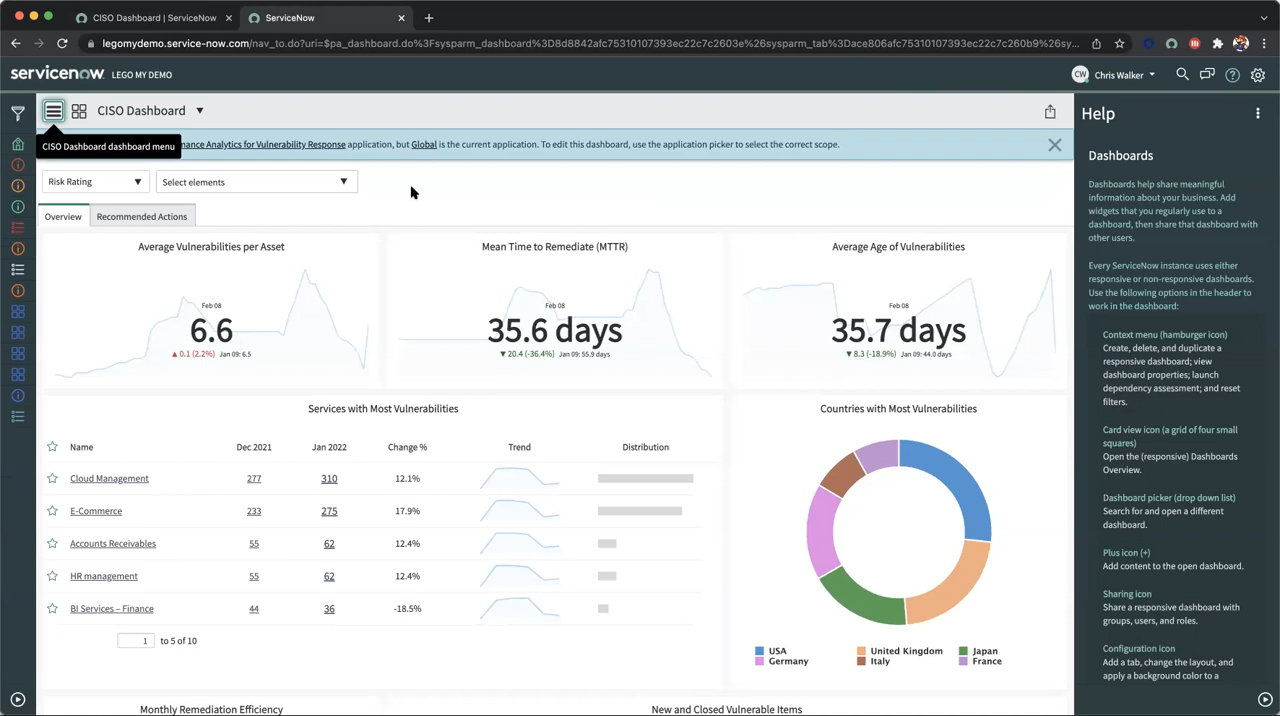 CISO Dashboard | ServiceNow
ServiceNow
legomydemo.service-now.com/nav_to.do?uri=$pa_dashboard.do%3Fsysparm_dashboard%3D8d8842afc75310107393ec22c7c2603e%26sysparm_tab%3Dace806afc75310107393ec22c7c260b9%26sy...
servicenow LEGO MY DEMO
CW Chris Walker
CISO Dashboard
CISO Dashboard dashboard menu
nance Analytics for Vulnerability Response application, but Global is the current application. To edit this dashboard, use the application picker to select the correct scope.
Risk Rating
Select elements
Overview
Recommended Actions
Average Vulnerabilities per Asset
Feb 08
6.6
▲ 0.1 (2.2%) Jan 09: 6.5
Mean Time to Remediate (MTTR)
Feb 08
35.6 days
▼ 20.4 (-36.4%) Jan 09: 55.9 days
Average Age of Vulnerabilities
Feb 08
35.7 days
▼ 8.3 (-18.9%) Jan 09: 44.0 days
Services with Most Vulnerabilities
Name Dec 2021 Jan 2022 Change % Trend Distribution
Cloud Management 277 310 12.1%
E-Commerce 233 275 17.9%
Accounts Receivables 55 62 12.4%
HR management 55 62 12.4%
BI Services – Finance 44 36 -18.5%
1 to 5 of 10
Countries with Most Vulnerabilities
USA United Kingdom Japan
Germany Italy France
Monthly Remediation Efficiency
New and Closed Vulnerable Items
Help
Dashboards
Dashboards help share meaningful
information about your business. Add
widgets that you regularly use to a
dashboard, then share that dashboard with
other users.
Every ServiceNow instance uses either
responsive or non-responsive dashboards.
Use the following options in the header to
work in the dashboard:
Context menu (hamburger icon)
Create, delete, and duplicate a
responsive dashboard; view
dashboard properties; launch
dependency assessment; and reset
filters.
Card view icon (a grid of four small
squares)
Open the (responsive) Dashboards
Overview.
Dashboard picker (drop down list)
Search for and open a different
dashboard.
Plus icon (+)
Add content to the open dashboard.
Sharing icon
Share a responsive dashboard with
groups, users, and roles.
Configuration icon
Add a tab, change the layout, and
apply a background color to a